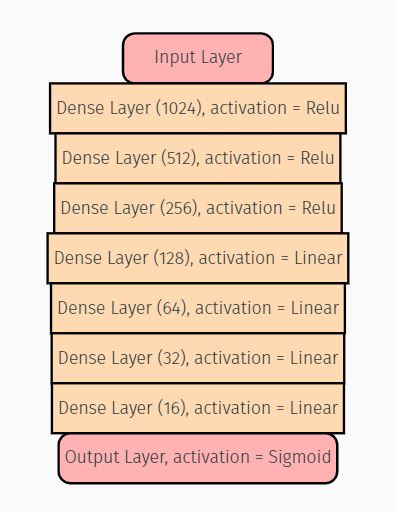 Input Layer
Dense Layer (1024), activation = Relu
Dense Layer (512), activation = Relu
Dense Layer (256), activation = Relu
Dense Layer (128), activation = Linear
Dense Layer (64), activation = Linear
Dense Layer (32), activation = Linear
Dense Layer (16), activation = Linear
Output Layer, activation = Sigmoid